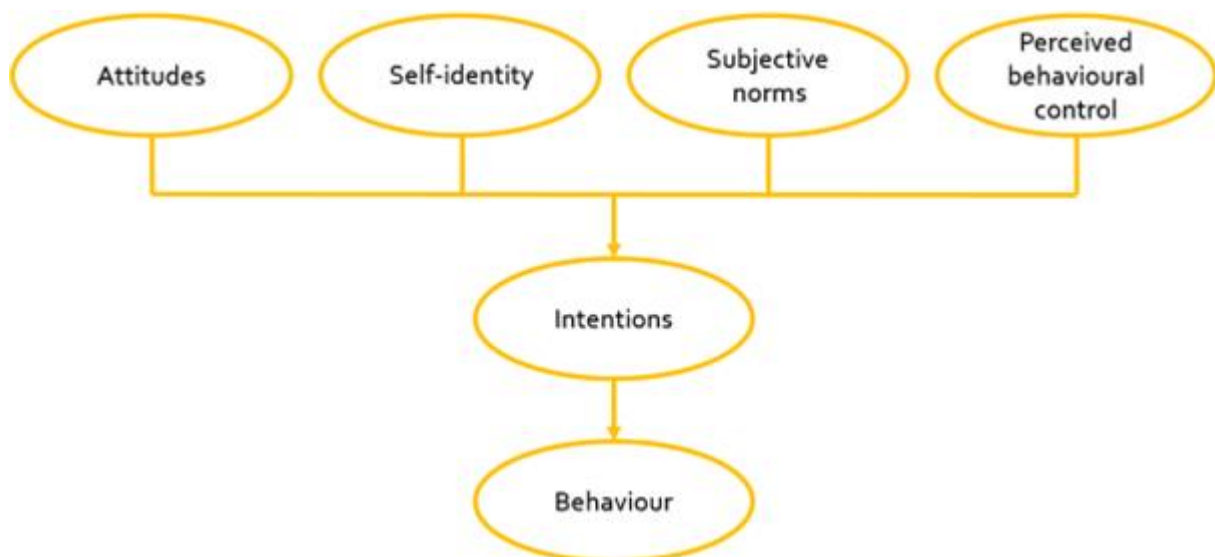 Attitudes
Self-identity
Subjective
norms
Perceived
behavioural
control
Intentions
Behaviour